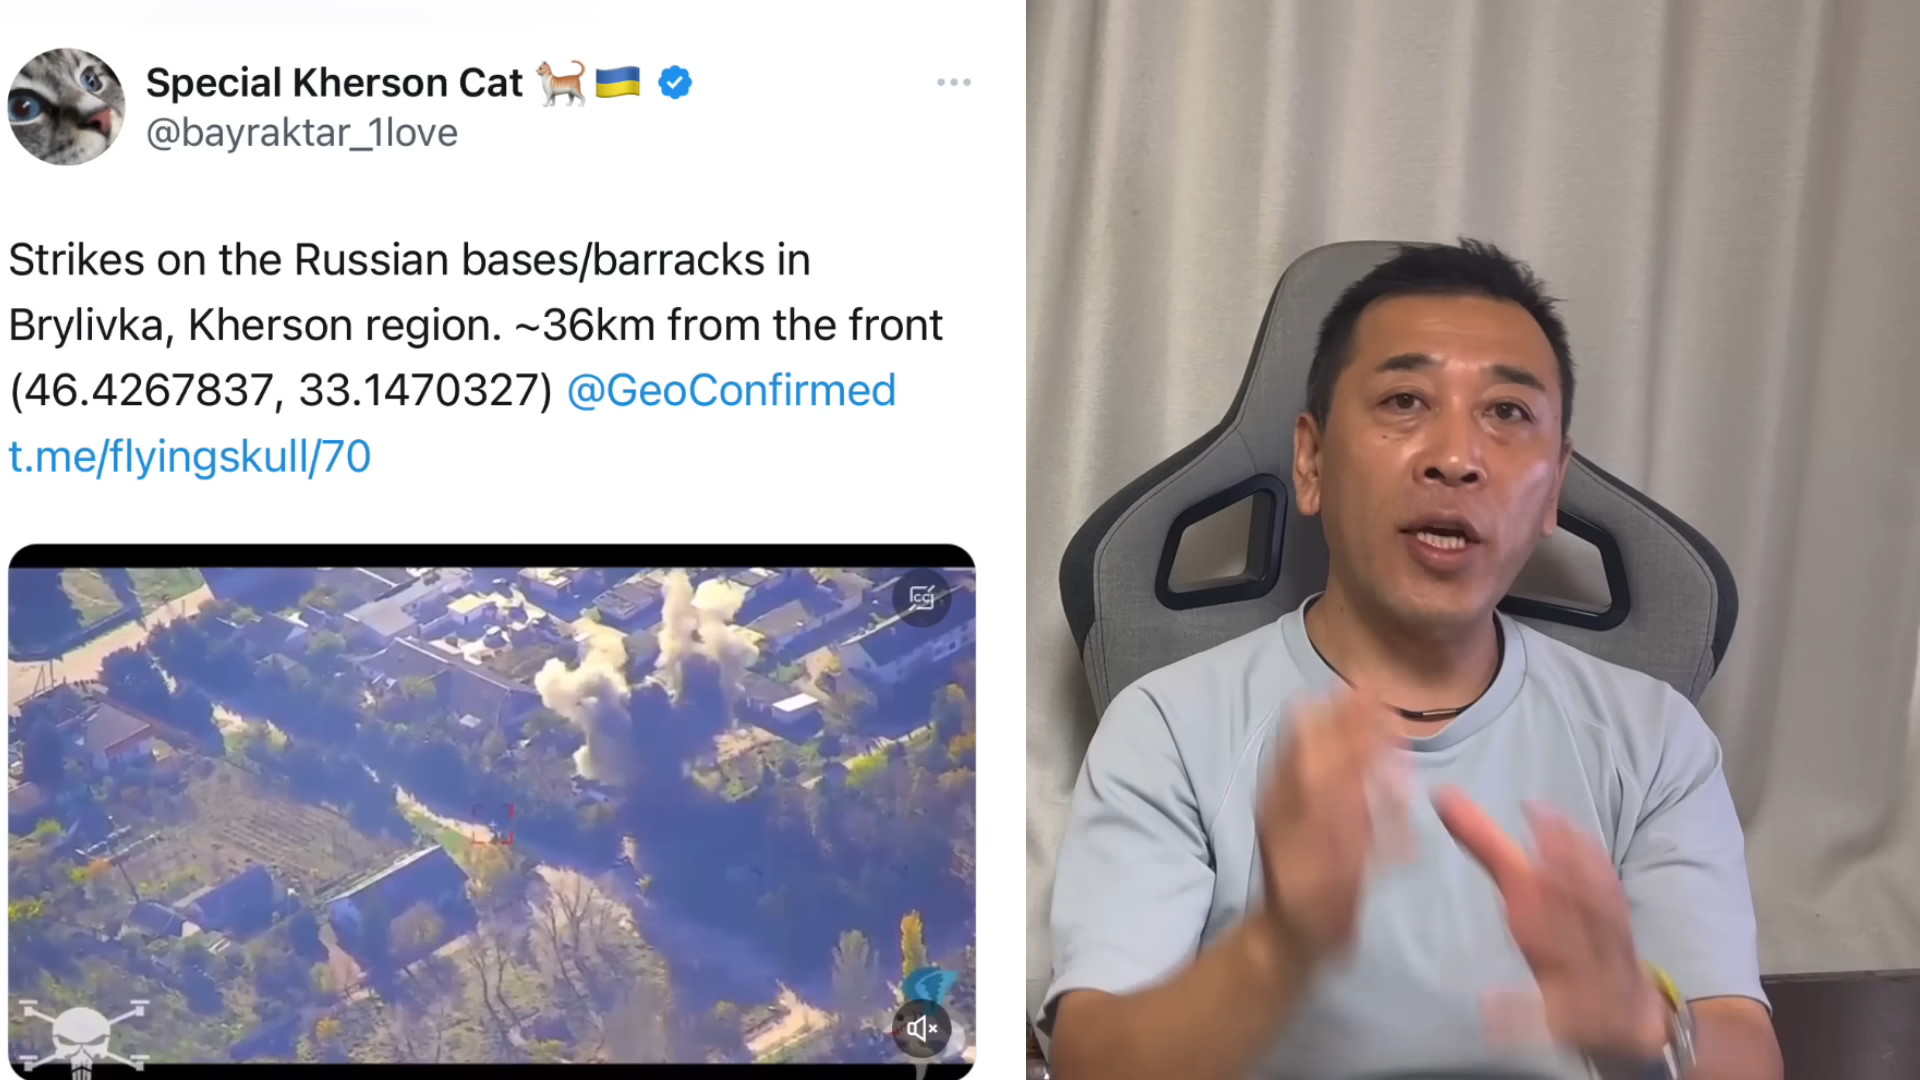 Special Kherson Cat 🐈🇺🇦
@bayraktar_1love
Strikes on the Russian bases/barracks in
Brylivka, Kherson region. ~36km from the front
(46.4267837, 33.1470327) @GeoConfirmed
t.me/flyingskull/70
CC